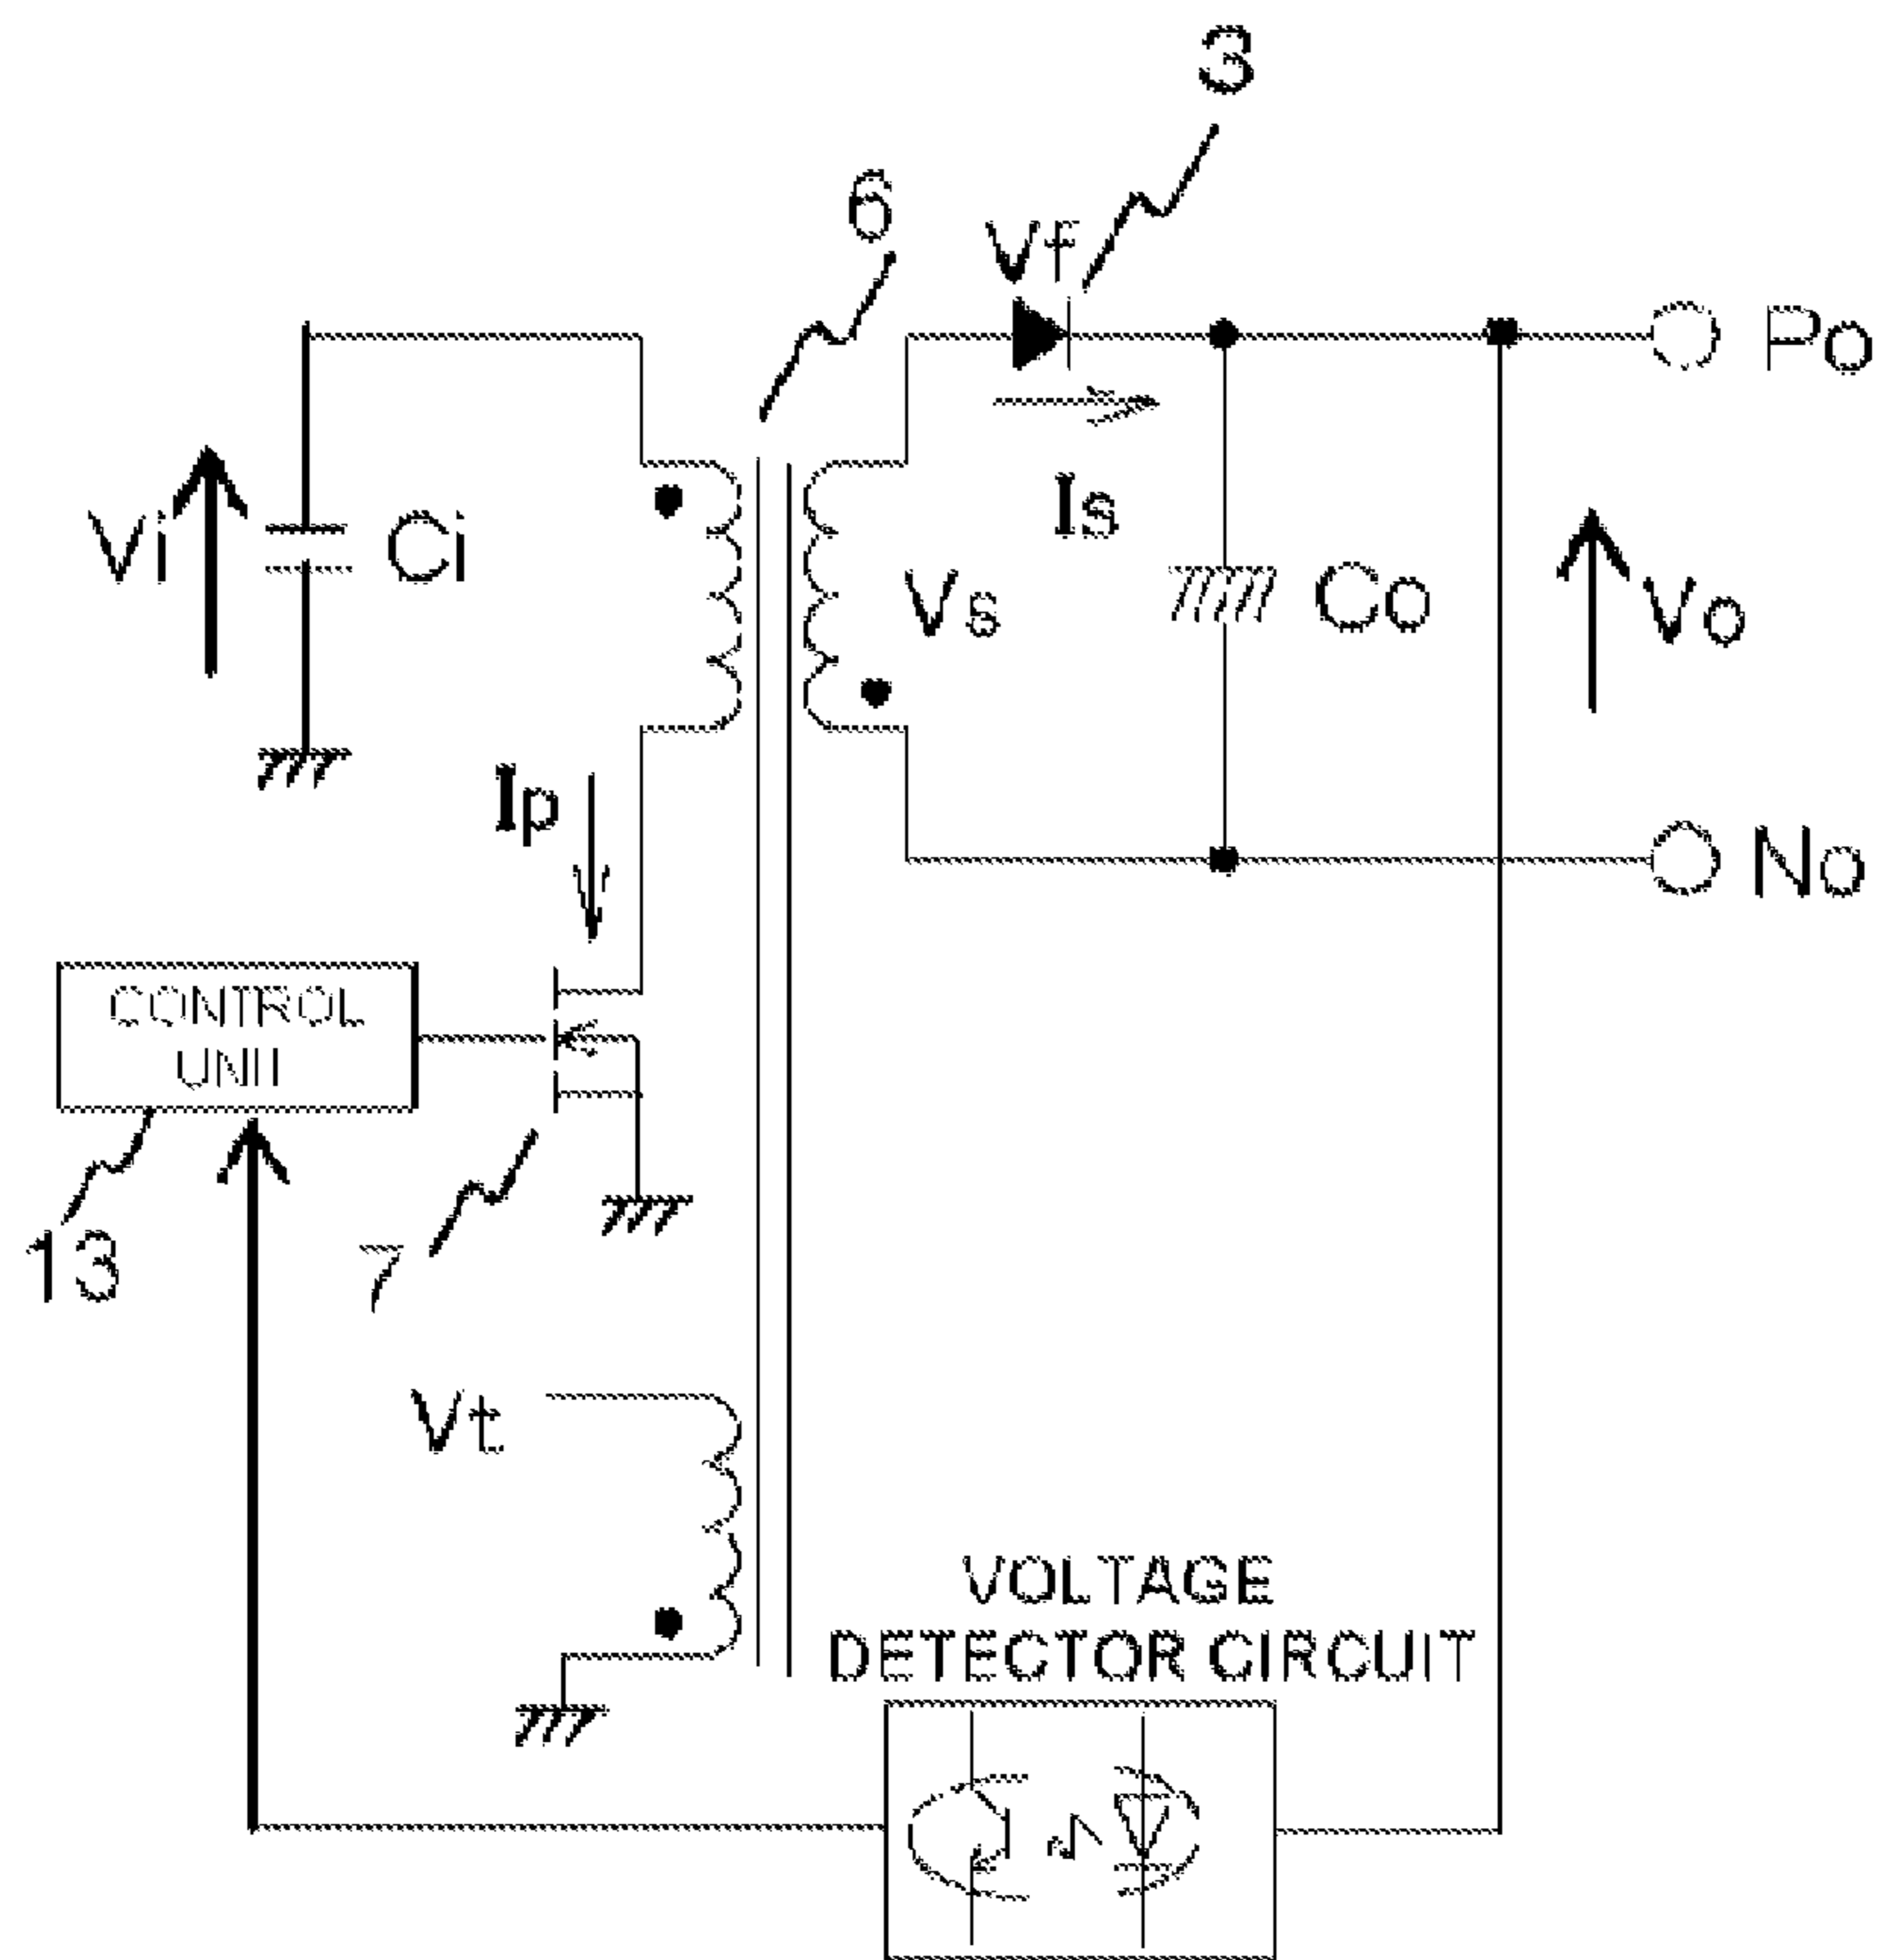 3
6
Vf
Po
Is
Vi
Ci
Vs
Co
Vo
Ip
No
CONTROL
UNIT
13
7
Vt
VOLTAGE
DETECTOR CIRCUIT